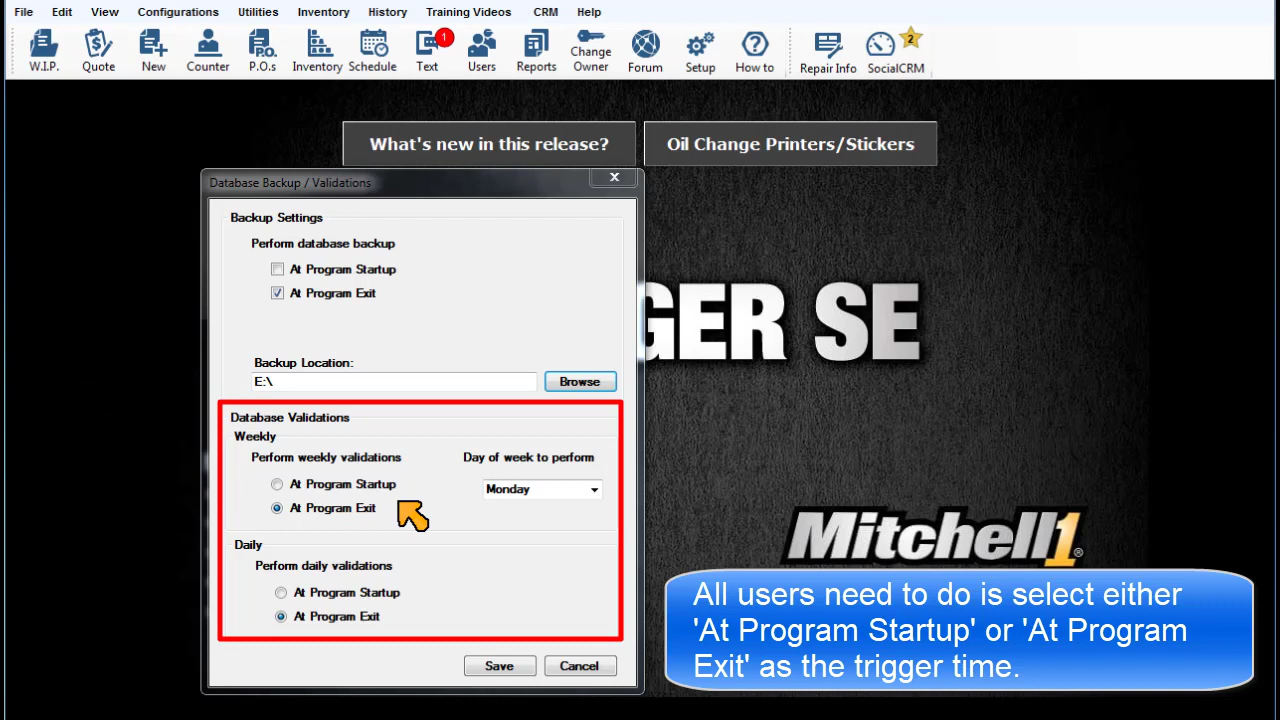 File Edit View Configurations Utilities Inventory History Training Videos CRM Help
1 2
W.I.P. Quote New Counter P.O.s Inventory Schedule Text Users Reports Change Owner Forum Setup How to Repair Info SocialCRM
What's new in this release? Oil Change Printers/Stickers
Database Backup / Validations X
Backup Settings
Perform database backup
At Program Startup
At Program Exit
Backup Location:
E:\ Browse
Database Validations
Weekly
Perform weekly validations Day of week to perform
At Program Startup Monday
At Program Exit
Daily
Perform daily validations
At Program Startup
At Program Exit
Save Cancel
GER SE
Mitchell1®
All users need to do is select either
'At Program Startup' or 'At Program
Exit' as the trigger time.